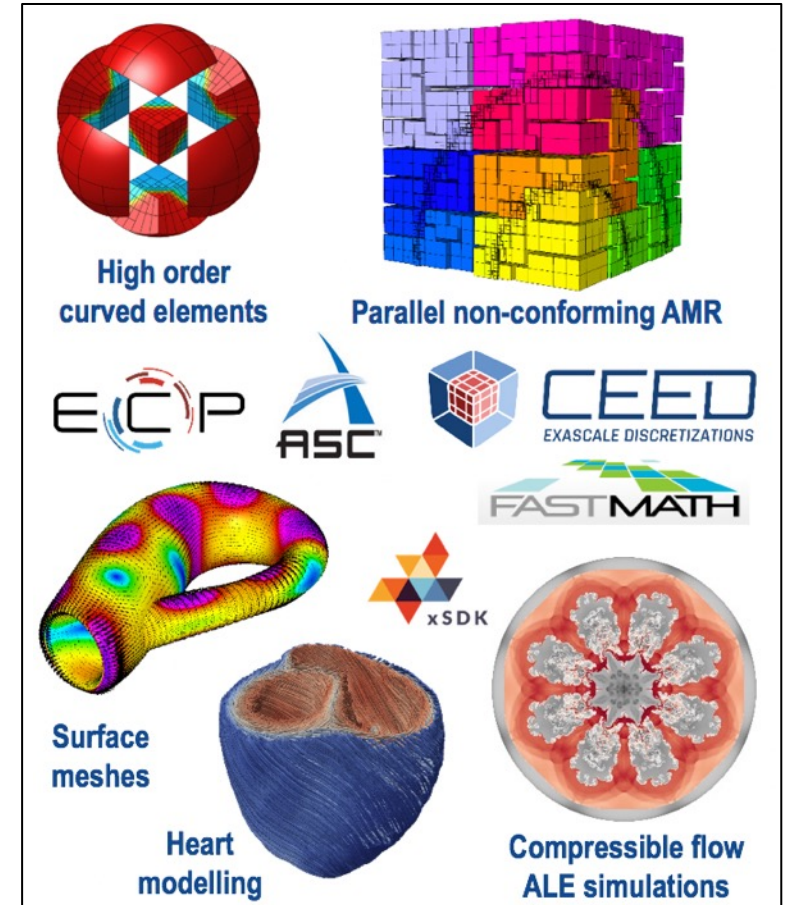 High order
curved elements
Parallel non-conforming AMR
ECP
ASC™
CEED
EXASCALE DISCRETIZATIONS
FASTMATH
xSDK
Surface
meshes
Heart
modelling
Compressible flow
ALE simulations